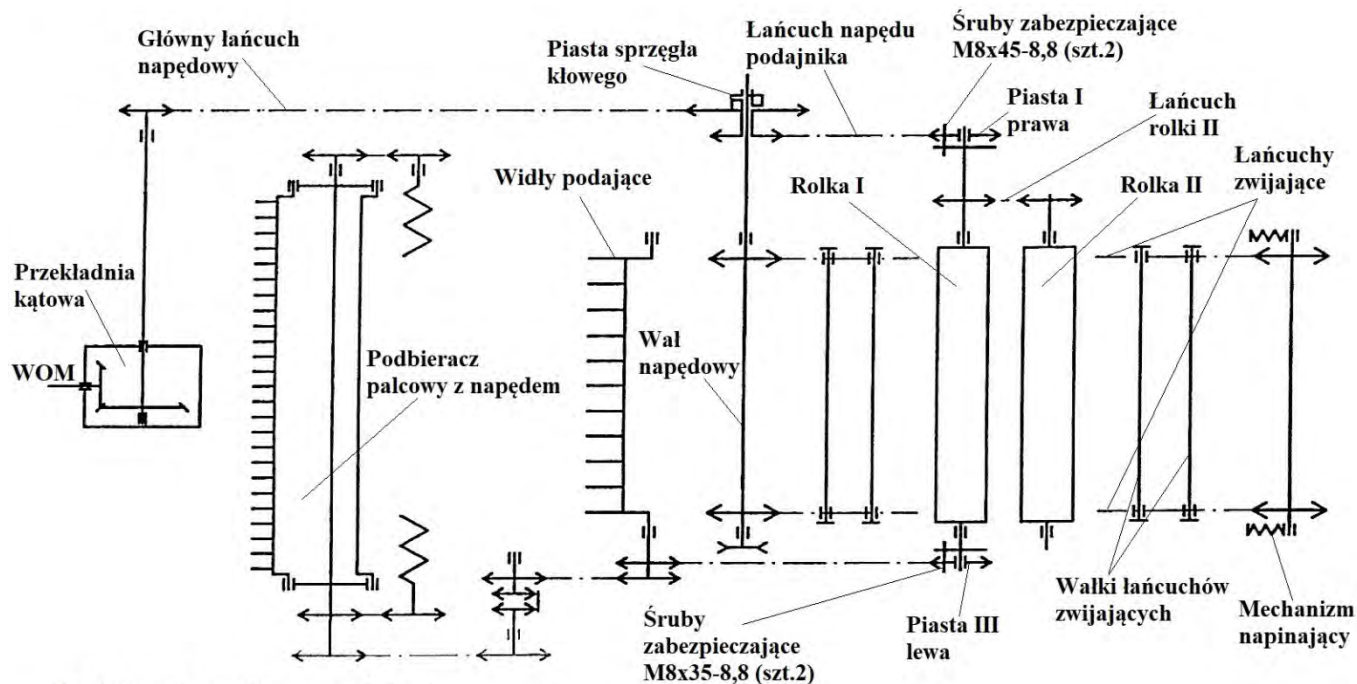 Główny łańcuch
napędowy
Piasta sprzęgła
kłowego
Łańcuch napędu
podajnika
Śruby zabezpieczające
M8x45-8,8 (szt.2)
Piasta I
prawa
Łańcuch
rolki II
Łańcuchy
zwijające
Widły podające
Rolka I
Rolka II
Przekładnia
kątowa
WOM
Podbieracz
palcowy z napędem
Wał
napędowy
Śruby
zabezpieczające
M8x35-8,8 (szt.2)
Piasta III
lewa
Wałki łańcuchów
zwijających
Mechanizm
napinający